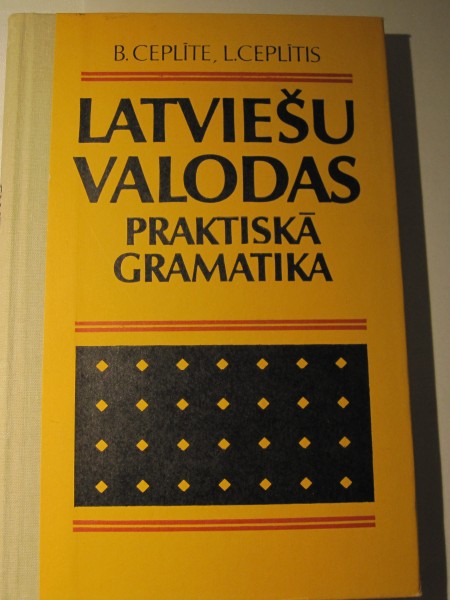 B. CEPLĪTE, L. CEPLĪTIS
LATVIEŠU
VALODAS
PRAKTISKĀ
GRAMATIKA